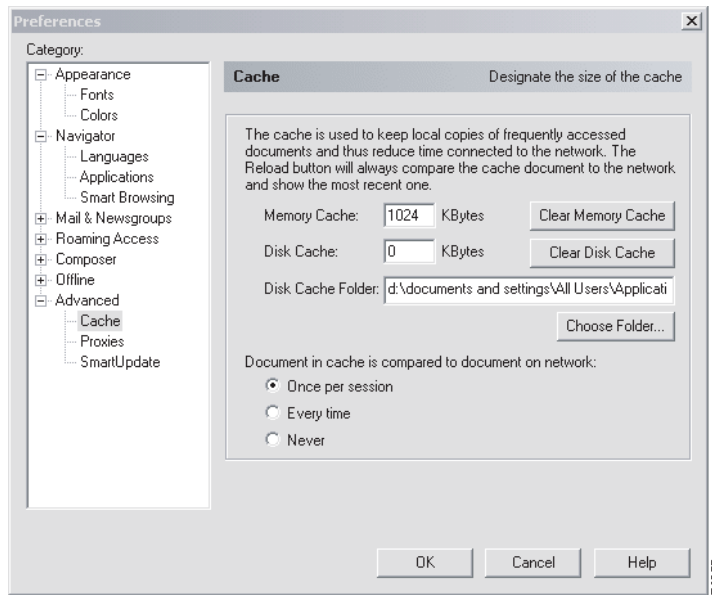 Preferences
Category:
Appearance
Fonts
Colors
Navigator
Languages
Applications
Smart Browsing
Mail & Newsgroups
Roaming Access
Composer
Offline
Advanced
Cache
Proxies
SmartUpdate
Cache
Designate the size of the cache
The cache is used to keep local copies of frequently accessed
documents and thus reduce time connected to the network. The
Reload button will always compare the cache document to the network
and show the most recent one.
Memory Cache: 1024 KBytes Clear Memory Cache
Disk Cache: 0 KBytes Clear Disk Cache
Disk Cache Folder: d:\documents and settings\All Users\Applicati
Choose Folder...
Document in cache is compared to document on network:
Once per session
Every time
Never
OK Cancel Help